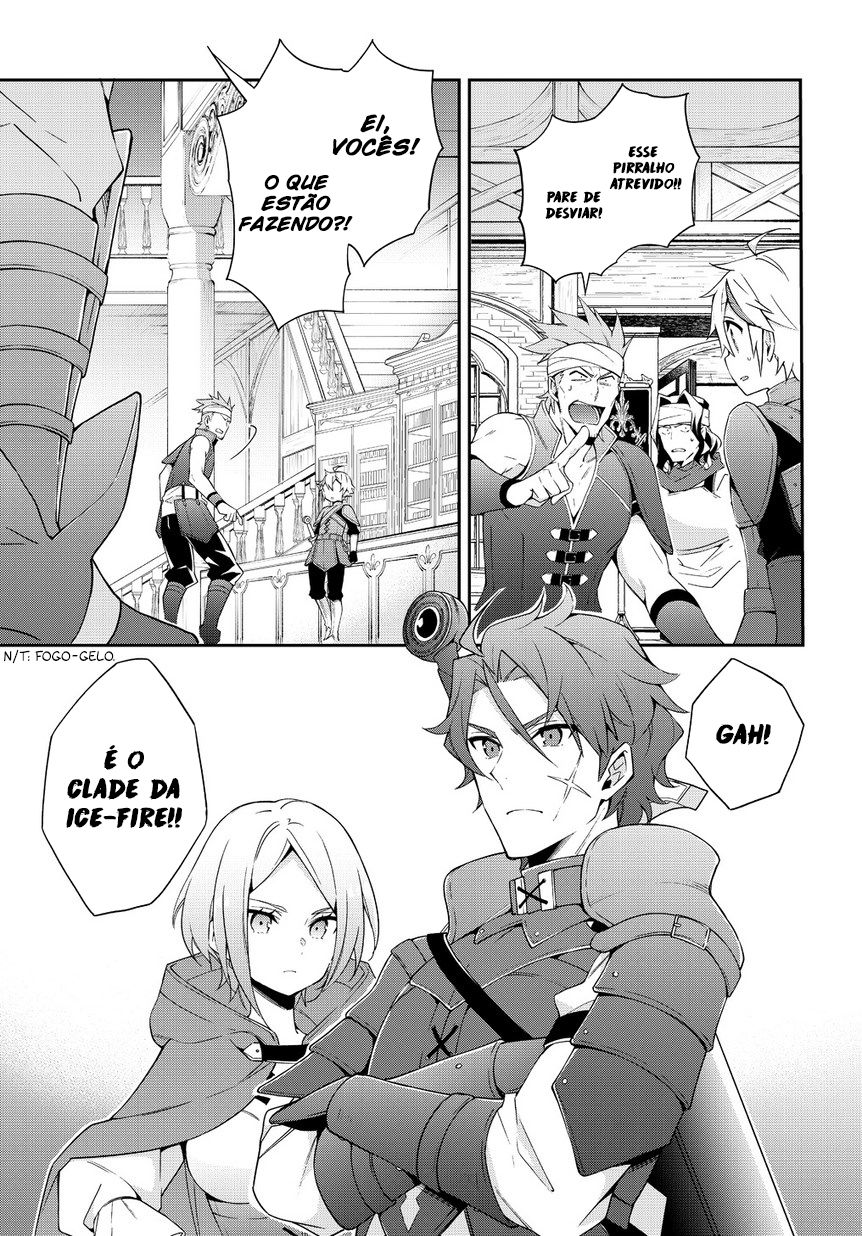 ESSE
PIRRALHO
ATREVIDO!!
PARE DE
DESVIAR!
EI,
VOCÊS!
O QUE
ESTÃO
FAZENDO?!
N/T: FOGO-GELO.
GAH!
É O
CLADE DA
ICE-FIRE!!